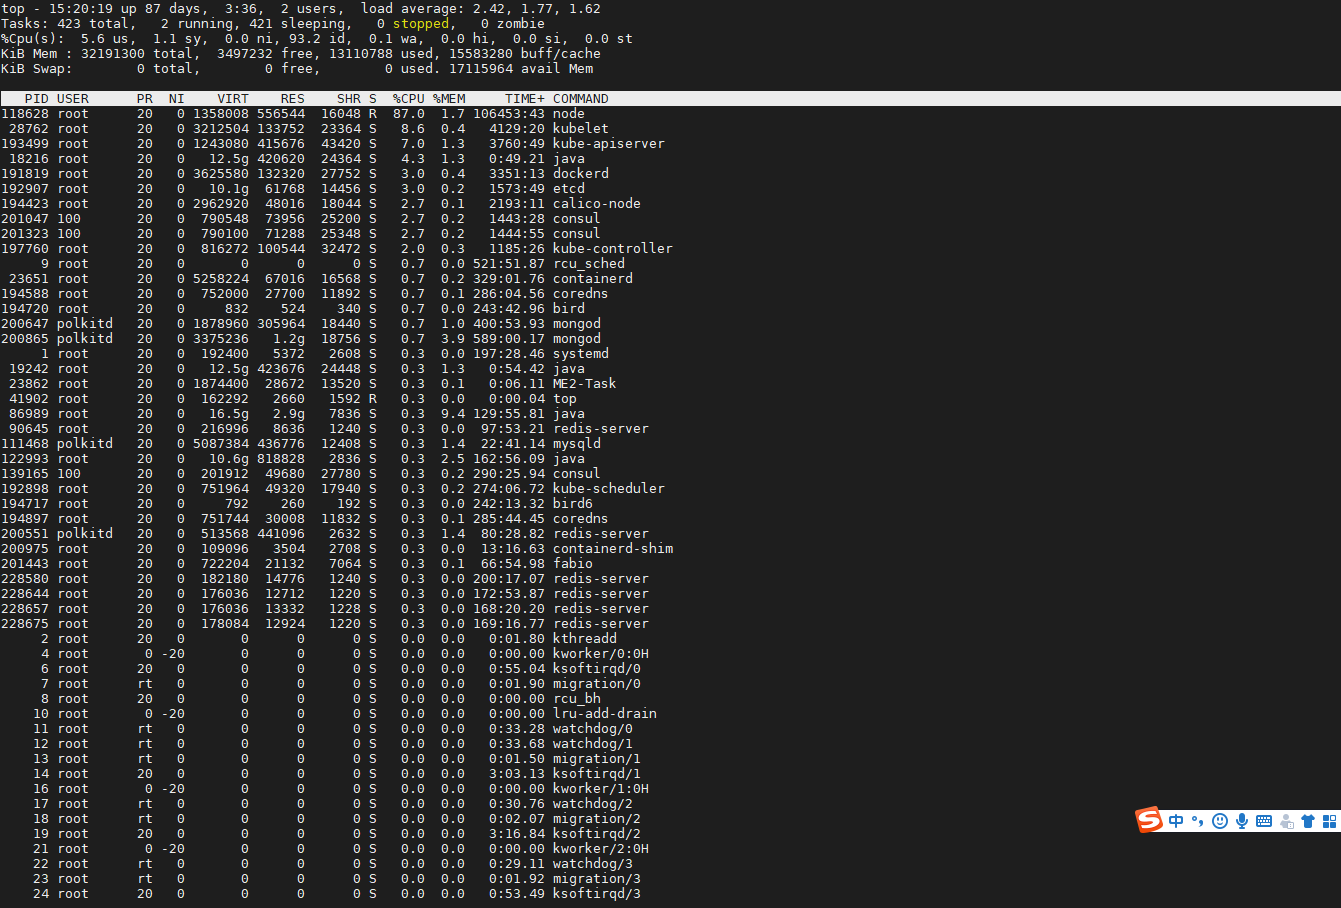 top - 15:20:19 up 87 days,  3:36,  2 users,  load average: 2.42, 1.77, 1.62
Tasks: 423 total,   2 running, 421 sleeping,   0 stopped,   0 zombie
%Cpu(s):  5.6 us,  1.1 sy,  0.0 ni, 93.2 id,  0.1 wa,  0.0 hi,  0.0 si,  0.0 st
KiB Mem : 32191300 total,  3497232 free, 13110788 used, 15583280 buff/cache
KiB Swap:        0 total,        0 free,        0 used. 17115964 avail Mem
PID USER PR NI VIRT RES SHR S %CPU %MEM TIME+ COMMAND
118628 root 20 0 1358008 556544 16048 R 87.0 1.7 106453:43 node
28762 root 20 0 3212504 133752 23364 S 8.6 0.4 4129:20 kubelet
193499 root 20 0 1243080 415676 43420 S 7.0 1.3 3760:49 kube-apiserver
18216 root 20 0 12.5g 420620 24364 S 4.3 1.3 0:49.21 java
191819 root 20 0 3625580 132320 27752 S 3.0 0.4 3351:13 dockerd
192907 root 20 0 10.1g 61768 14456 S 3.0 0.2 1573:49 etcd
194423 root 20 0 2962920 48016 18044 S 2.7 0.1 2193:11 calico-node
201047 100 20 0 790548 73956 25200 S 2.7 0.2 1443:28 consul
201323 100 20 0 790100 71288 25348 S 2.7 0.2 1444:55 consul
197760 root 20 0 816272 100544 32472 S 2.0 0.3 1185:26 kube-controller
9 root 20 0 0 0 0 S 0.7 0.0 521:51.87 rcu_sched
23651 root 20 0 5258224 67016 16568 S 0.7 0.2 329:01.76 containerd
194588 root 20 0 752000 27700 11892 S 0.7 0.1 286:04.56 coredns
194720 root 20 0 832 524 340 S 0.7 0.0 243:42.96 bird
200647 polkitd 20 0 1878960 305964 18440 S 0.7 1.0 400:53.93 mongod
200865 polkitd 20 0 3375236 1.2g 18756 S 0.7 3.9 589:00.17 mongod
1 root 20 0 192400 5372 2608 S 0.3 0.0 197:28.46 systemd
19242 root 20 0 12.5g 423676 24448 S 0.3 1.3 0:54.42 java
23862 root 20 0 1874400 28672 13520 S 0.3 0.1 0:06.11 ME2-Task
41902 root 20 0 162292 2660 1592 R 0.3 0.0 0:00.04 top
86989 root 20 0 16.5g 2.9g 7836 S 0.3 9.4 129:55.81 java
90645 root 20 0 216996 8636 1240 S 0.3 0.0 97:53.21 redis-server
111468 polkitd 20 0 5087384 436776 12408 S 0.3 1.4 22:41.14 mysqld
122993 root 20 0 10.6g 818828 2836 S 0.3 2.5 162:56.09 java
139165 100 20 0 201912 49680 27780 S 0.3 0.2 290:25.94 consul
192898 root 20 0 751964 49320 17940 S 0.3 0.2 274:06.72 kube-scheduler
194717 root 20 0 792 260 192 S 0.3 0.0 242:13.32 bird6
194897 root 20 0 751744 30008 11832 S 0.3 0.1 285:44.45 coredns
200551 polkitd 20 0 513568 441096 2632 S 0.3 1.4 80:28.82 redis-server
200975 root 20 0 109096 3504 2708 S 0.3 0.0 13:16.63 containerd-shim
201443 root 20 0 722204 21132 7064 S 0.3 0.1 66:54.98 fabio
228580 root 20 0 182180 14776 1240 S 0.3 0.0 200:17.07 redis-server
228644 root 20 0 176036 12712 1220 S 0.3 0.0 172:53.87 redis-server
228657 root 20 0 176036 13332 1228 S 0.3 0.0 168:20.20 redis-server
228675 root 20 0 178084 12924 1220 S 0.3 0.0 169:16.77 redis-server
2 root 20 0 0 0 0 S 0.0 0.0 0:01.80 kthreadd
4 root 0 -20 0 0 0 S 0.0 0.0 0:00.00 kworker/0:0H
6 root 20 0 0 0 0 S 0.0 0.0 0:55.04 ksoftirqd/0
7 root rt 0 0 0 0 S 0.0 0.0 0:01.90 migration/0
8 root 20 0 0 0 0 S 0.0 0.0 0:00.00 rcu_bh
10 root 0 -20 0 0 0 S 0.0 0.0 0:00.00 lru-add-drain
11 root rt 0 0 0 0 S 0.0 0.0 0:33.28 watchdog/0
12 root rt 0 0 0 0 S 0.0 0.0 0:33.68 watchdog/1
13 root rt 0 0 0 0 S 0.0 0.0 0:01.50 migration/1
14 root 20 0 0 0 0 S 0.0 0.0 3:03.13 ksoftirqd/1
16 root 0 -20 0 0 0 S 0.0 0.0 0:00.00 kworker/1:0H
17 root rt 0 0 0 0 S 0.0 0.0 0:30.76 watchdog/2
18 root rt 0 0 0 0 S 0.0 0.0 0:02.07 migration/2
19 root 20 0 0 0 0 S 0.0 0.0 3:16.84 ksoftirqd/2
21 root 0 -20 0 0 0 S 0.0 0.0 0:00.00 kworker/2:0H
22 root rt 0 0 0 0 S 0.0 0.0 0:29.11 watchdog/3
23 root rt 0 0 0 0 S 0.0 0.0 0:01.92 migration/3
24 root 20 0 0 0 0 S 0.0 0.0 0:53.49 ksoftirqd/3
S 中 °,